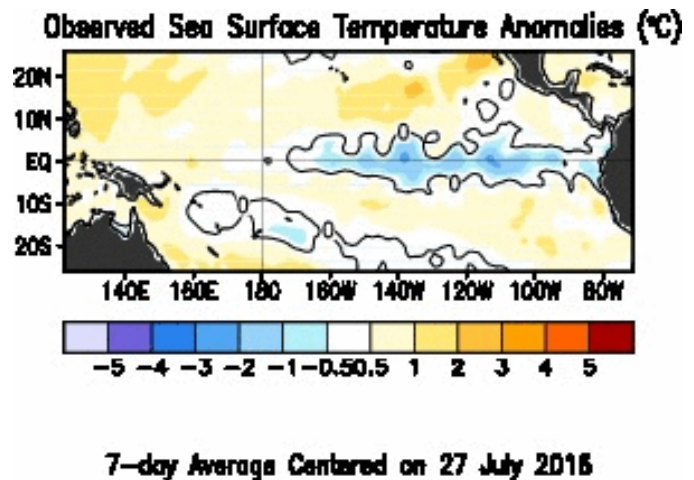 Observed Sea Surface Temperature Anomalies (°C)
20N
10N
EQ
10S
20S
140E 160E 180 160W 140W 120W 100W 80W
-5 -4 -3 -2 -1 -0.5 0.5 1 2 3 4 5
7-day Average Centered on 27 July 2016